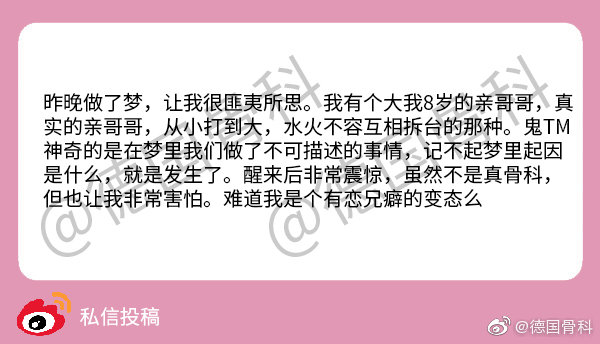 昨晚做了梦，让我很匪夷所思。我有个大我8岁的亲哥哥，真
实的亲哥哥，从小打到大，水火不容互相拆台的那种。鬼TM
神奇的是在梦里我们做了不可描述的事情，记不起梦里起因
是什么，就是发生了。醒来后非常震惊，虽然不是真骨科，
但也让我非常害怕。难道我是个有恋兄癖的变态么
@德国骨科
@德国骨科
私信投稿
@德国骨科